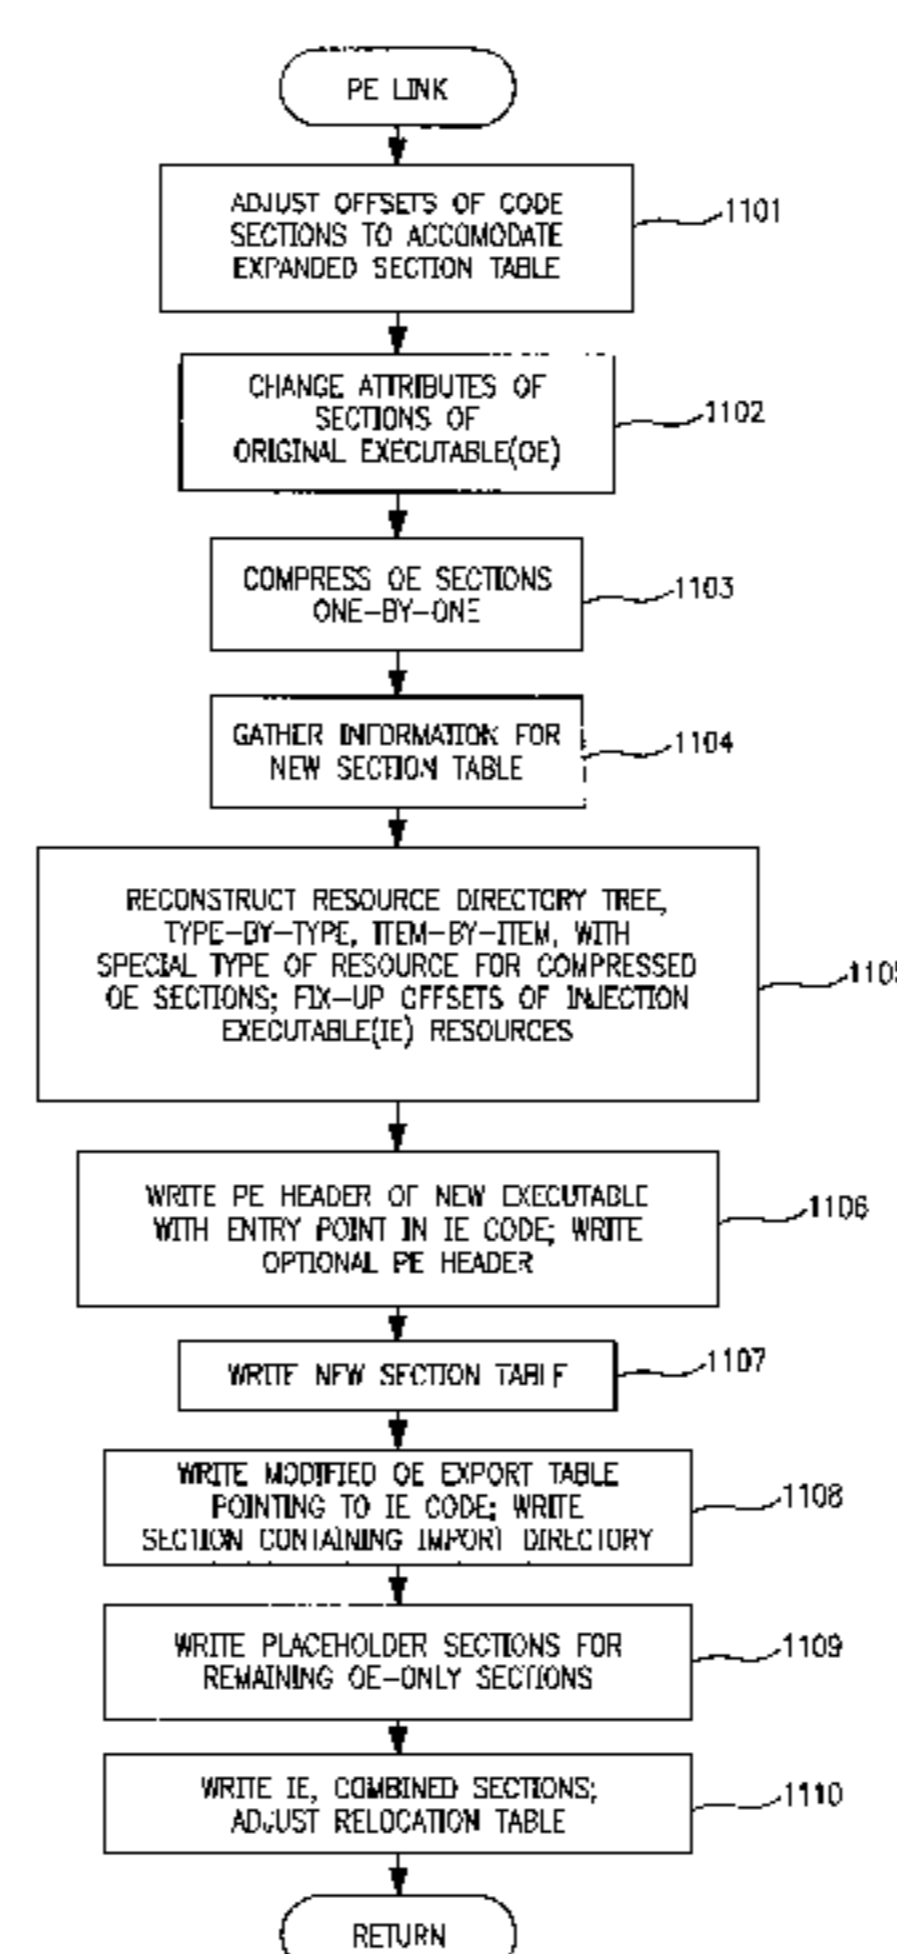 PE LINK
ADJUST OFFSETS OF CODE
SECTIONS TO ACCOMODATE
EXPANDED SECTION TABLE
1101
CHANGE ATTRIBUTES OF
SECTIONS OF
ORIGINAL EXECUTABLE(OE)
1102
COMPRESS OE SECTIONS
ONE-BY-ONE
1103
GATHER INFORMATION FOR
NEW SECTION TABLE
1104
RECONSTRUCT RESOURCE DIRECTORY TREE,
TYPE-BY-TYPE, ITEM-BY-ITEM, WITH
SPECIAL TYPE OF RESOURCE FOR COMPRESSED
OE SECTIONS; FIX-UP OFFSETS OF INJECTION
EXECUTABLE(IE) RESOURCES
1105
WRITE PE HEADER OF NEW EXECUTABLE
WITH ENTRY POINT IN IE CODE; WRITE
OPTIONAL PE HEADER
1106
WRITE NEW SECTION TABLE
1107
WRITE MODIFIED OE EXPORT TABLE
POINTING TO IE CODE; WRITE
SECTION CONTAINING IMPORT DIRECTORY
1108
WRITE PLACEHOLDER SECTIONS FOR
REMAINING OE-ONLY SECTIONS
1109
WRITE IE, COMBINED SECTIONS;
ADJUST RELOCATION TABLE
1110
RETURN